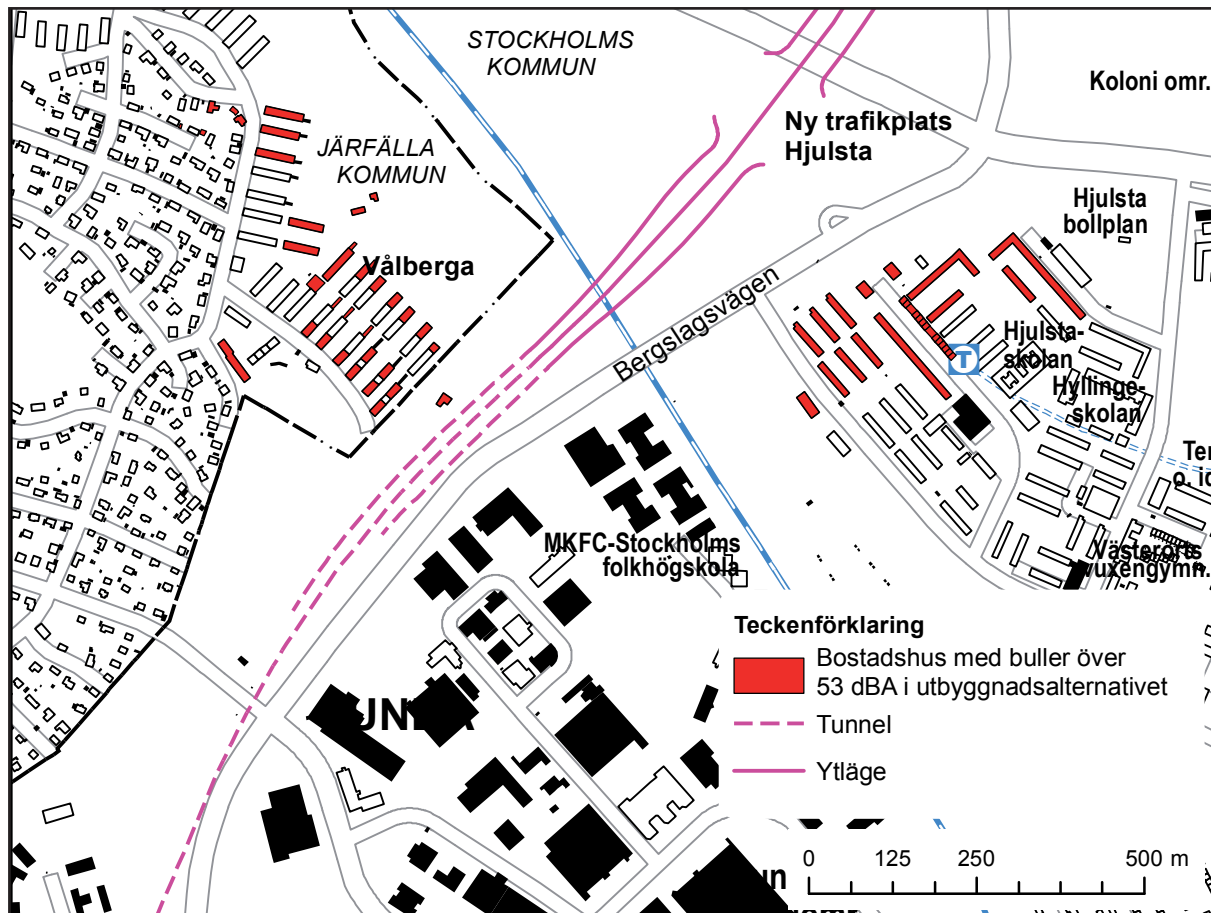 STOCKHOLMS
KOMMUN
Koloni omr.
Ny trafikplats
Hjulsta
JÄRFÄLLA
KOMMUN
Hjulsta
bollplan
Vålberga
Bergslagsvägen
Hjulsta-
skolan
T
Hyllinge-
skolan
o. id
MKFC-Stockholms
folkhögskola
Västerorts
vuxengymn.
Teckenförklaring
Bostadshus med buller över
53 dBA i utbyggnadsalternativet
Tunnel
Ytläge
0 125 250 500 m